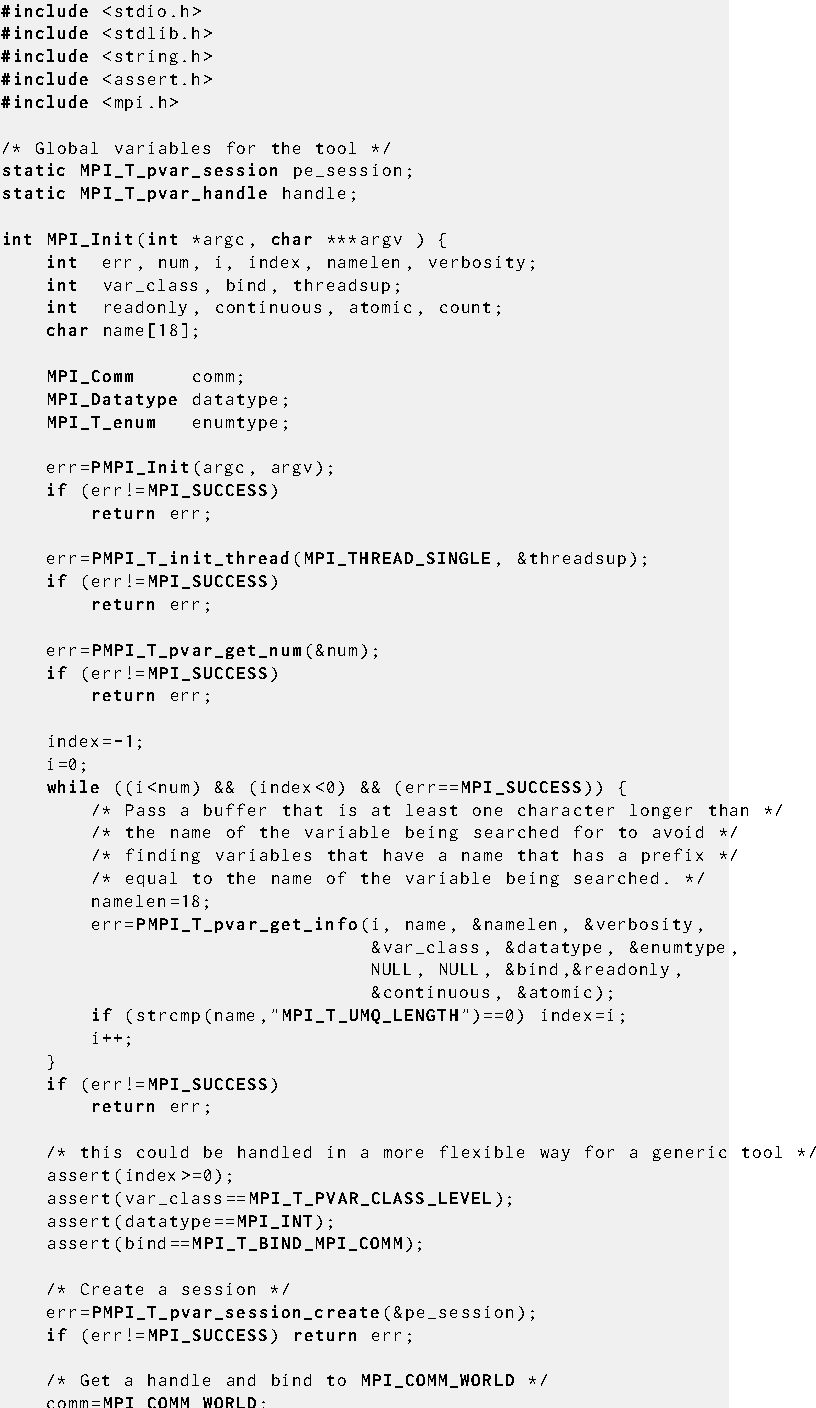 #include <stdio.h>
#include <stdlib.h>
#include <string.h>
#include <assert.h>
#include <mpi.h>

/* Global variables for the tool */
static MPI_T_pvar_session pe_session;
static MPI_T_pvar_handle handle;

int MPI_Init(int *argc, char ***argv ) {
    int  err, num, i, index, namelen, verbosity;
    int  var_class, bind, threadsup;
    int  readonly, continuous, atomic, count;
    char name[18];

    MPI_Comm     comm;
    MPI_Datatype datatype;
    MPI_T_enum   enumtype;

    err=PMPI_Init(argc, argv);
    if (err!=MPI_SUCCESS)
        return err;

    err=PMPI_T_init_thread(MPI_THREAD_SINGLE, &threadsup);
    if (err!=MPI_SUCCESS)
        return err;

    err=PMPI_T_pvar_get_num(&num);
    if (err!=MPI_SUCCESS)
        return err;

    index=-1;
    i=0;
    while ((i<num) && (index<0) && (err==MPI_SUCCESS)) {
        /* Pass a buffer that is at least one character longer than */
        /* the name of the variable being searched for to avoid */
        /* finding variables that have a name that has a prefix */
        /* equal to the name of the variable being searched. */
        namelen=18;
        err=PMPI_T_pvar_get_info(i, name, &namelen, &verbosity,
                                 &var_class, &datatype, &enumtype,
                                 NULL, NULL, &bind,&readonly,
                                 &continuous, &atomic);
        if (strcmp(name,"MPI_T_UMQ_LENGTH")==0) index=i;
        i++;
    }
    if (err!=MPI_SUCCESS)
        return err;

    /* this could be handled in a more flexible way for a generic tool */
    assert(index>=0);
    assert(var_class==MPI_T_PVAR_CLASS_LEVEL);
    assert(datatype==MPI_INT);
    assert(bind==MPI_T_BIND_MPI_COMM);

    /* Create a session */
    err=PMPI_T_pvar_session_create(&pe_session);
    if (err!=MPI_SUCCESS) return err;

    /* Get a handle and bind to MPI_COMM_WORLD */
    comm=MPI_COMM_WORLD;